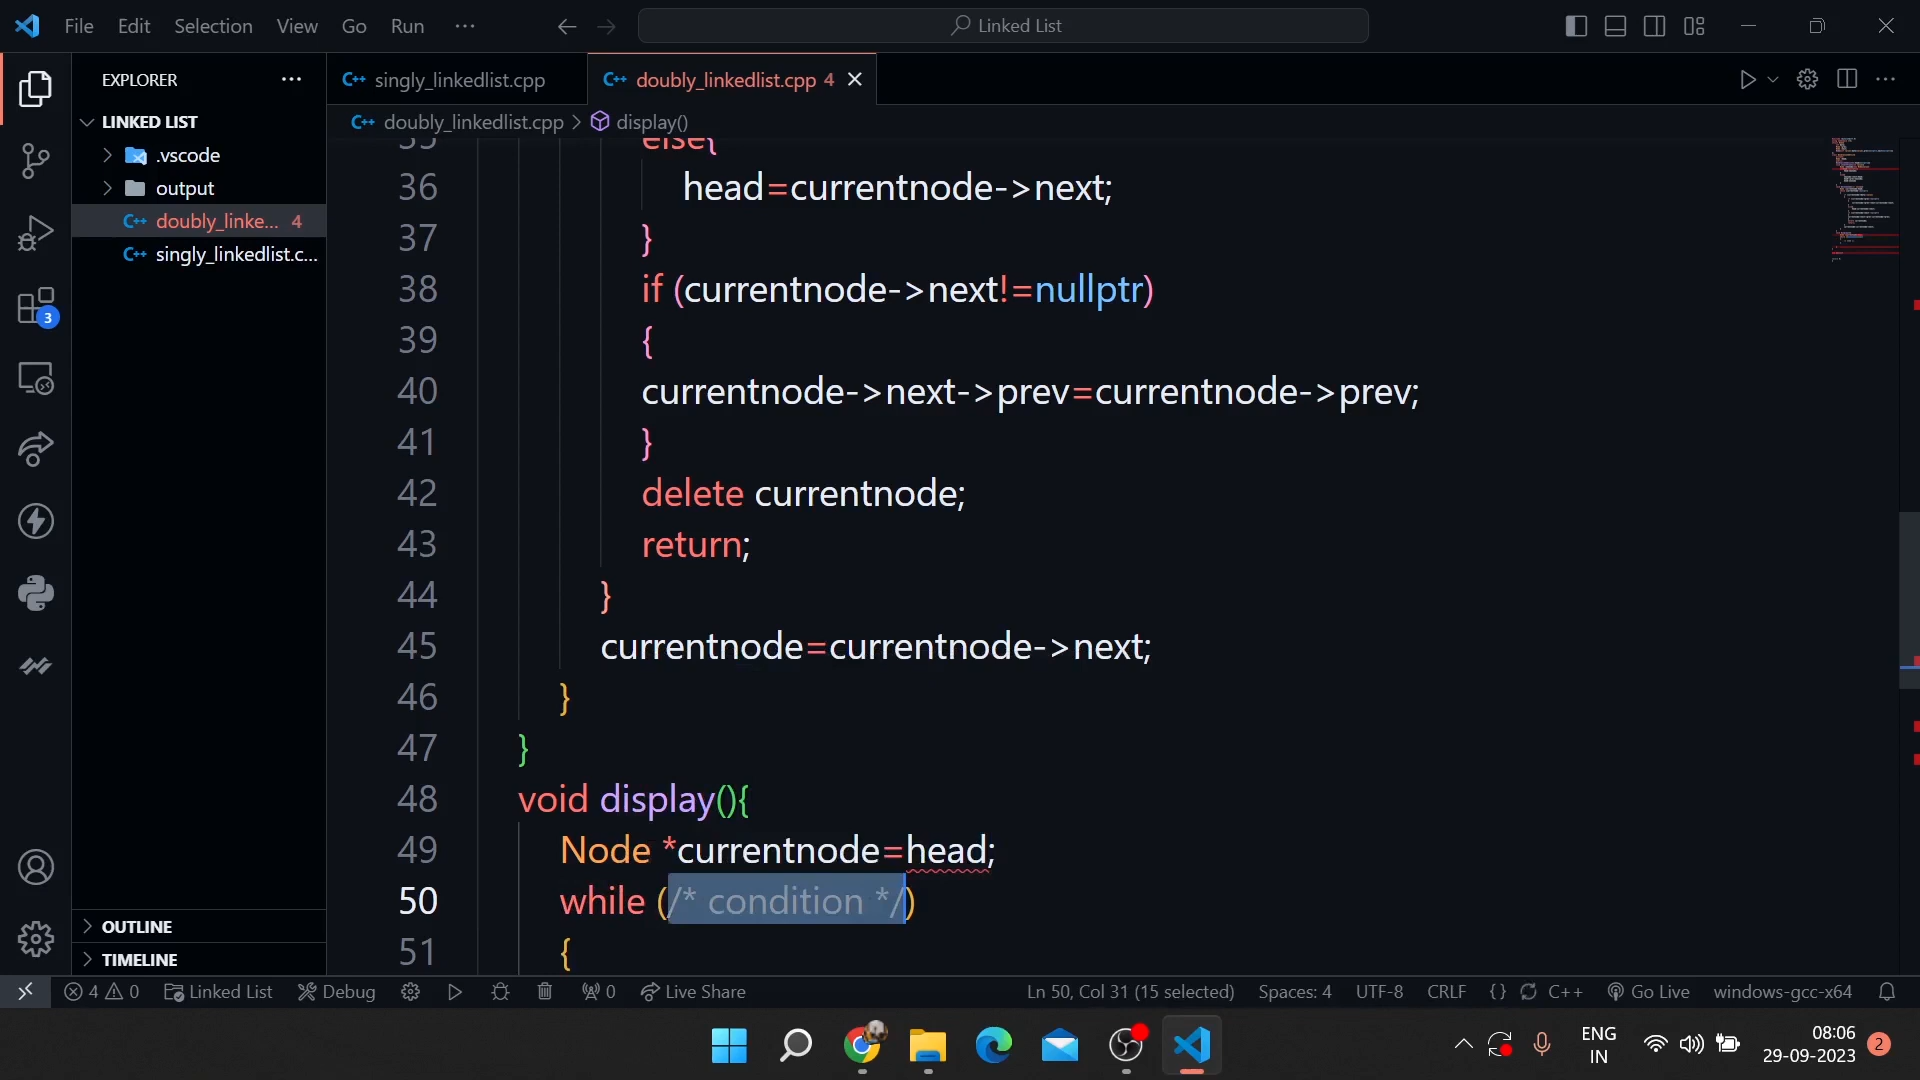 File Edit Selection View Go Run ··· Linked List
EXPLORER ···
LINKED LIST
.vscode
output
doubly_linke... 4
singly_linkedlist.c...
OUTLINE
TIMELINE
3
singly_linkedlist.cpp
doubly_linkedlist.cpp 4
doubly_linkedlist.cpp > display()
35 else{
36 head=currentnode->next;
37 }
38 if (currentnode->next!=nullptr)
39 {
40 currentnode->next->prev=currentnode->prev;
41 }
42 delete currentnode;
43 return;
44 }
45 currentnode=currentnode->next;
46 }
47 }
48 void display(){
49 Node *currentnode=head;
50 while (/* condition */)
51 {
4 0 Linked List Debug 0 Live Share Ln 50, Col 31 (15 selected) Spaces: 4 UTF-8 CRLF {} C++ Go Live windows-gcc-x64
ENG
IN
08:06
29-09-2023
2